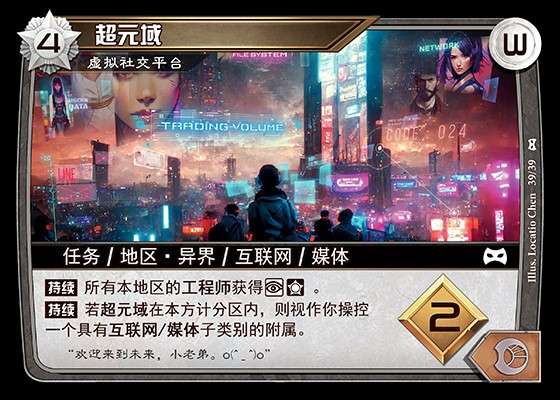 4 超元域 W
虚拟社交平台
ALE SYSTEM
NETWORK
DATA
TRADING VOLUME
CODE: 024
LINE
任务 / 地区·异界 / 互联网 / 媒体
持续 所有本地区的工程师获得 。
持续 若超元域在本方计分区内，则视作你操控
一个具有互联网/媒体子类别的附属。
2
“欢迎来到未来，小老弟。o(^_^)o”
Illus. Locatio Chen 39/39